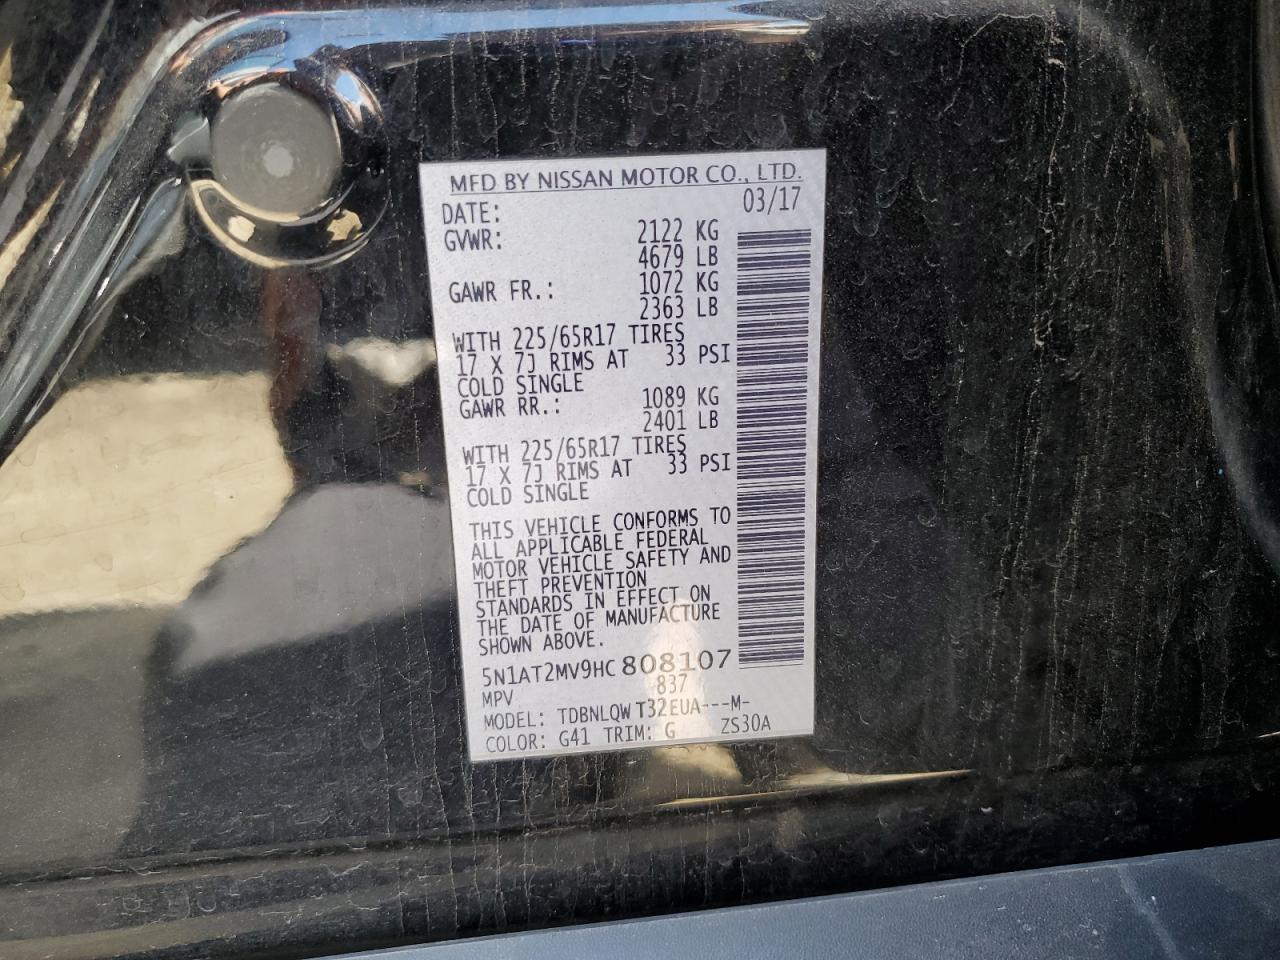 MFD BY NISSAN MOTOR CO., LTD.
DATE: 03/17
GVWR: 2122 KG
4679 LB
GAWR FR.: 1072 KG
2363 LB
WITH 225/65R17 TIRES
17 X 7J RIMS AT 33 PSI
COLD SINGLE
GAWR RR.: 1089 KG
2401 LB
WITH 225/65R17 TIRES
17 X 7J RIMS AT 33 PSI
COLD SINGLE
THIS VEHICLE CONFORMS TO
ALL APPLICABLE FEDERAL
MOTOR VEHICLE SAFETY AND
THEFT PREVENTION
STANDARDS IN EFFECT ON
THE DATE OF MANUFACTURE
SHOWN ABOVE.
5N1AT2MV9HC 808107
MPV 837
MODEL: TDBNLQW T32EUA---M-
COLOR: G41 TRIM: G ZS30A